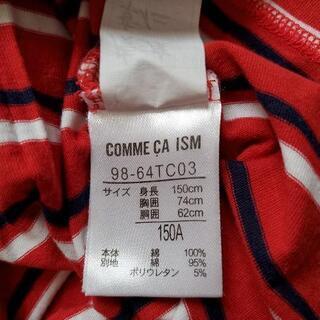 COMME ÇA ISM
98-64TC03
サイズ 身長 150cm
胸囲 74cm
胴囲 62cm
150A
本体 綿 100%
別地 綿 95%
ポリウレタン 5%